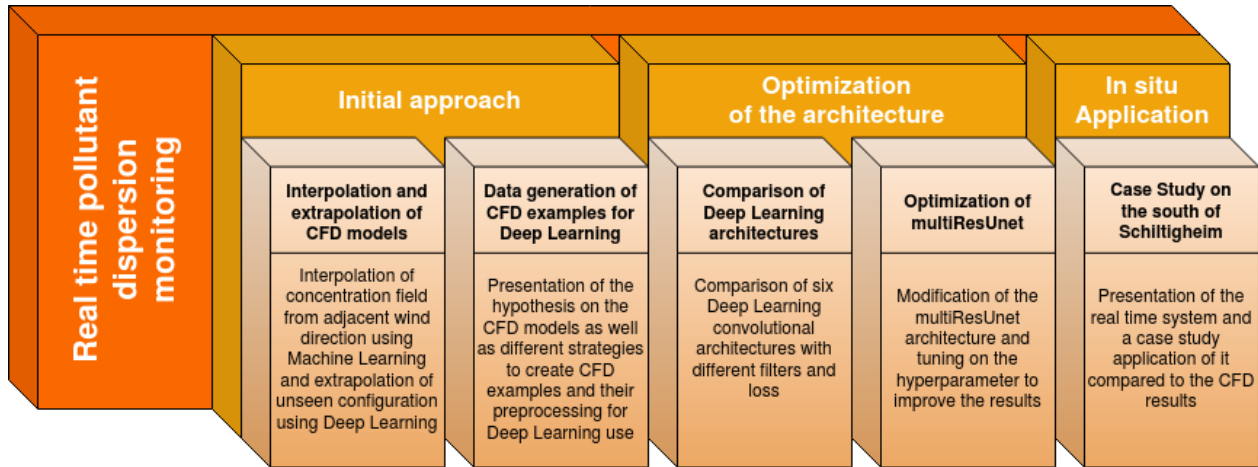 Real time pollutant
dispersion
monitoring
Initial approach
Optimization
of the architecture
In situ
Application
Interpolation and
extrapolation of
CFD models
Interpolation of
concentration field
from adjacent wind
direction using
Machine Learning
and extrapolation of
unseen configuration
using Deep Learning
Data generation of
CFD examples for
Deep Learning
Presentation of the
hypothesis on the
CFD models as well
as different strategies
to create CFD
examples and their
preprocessing for
Deep Learning use
Comparison of
Deep Learning
architectures
Comparison of six
Deep Learning
convolutional
architectures with
different filters and
loss
Optimization of
multiResUnet
Modification of the
multiResUnet
architecture and
tuning on the
hyperparameter to
improve the results
Case Study on
the south of
Schiltigheim
Presentation of the
real time system and
a case study
application of it
compared to the CFD
results